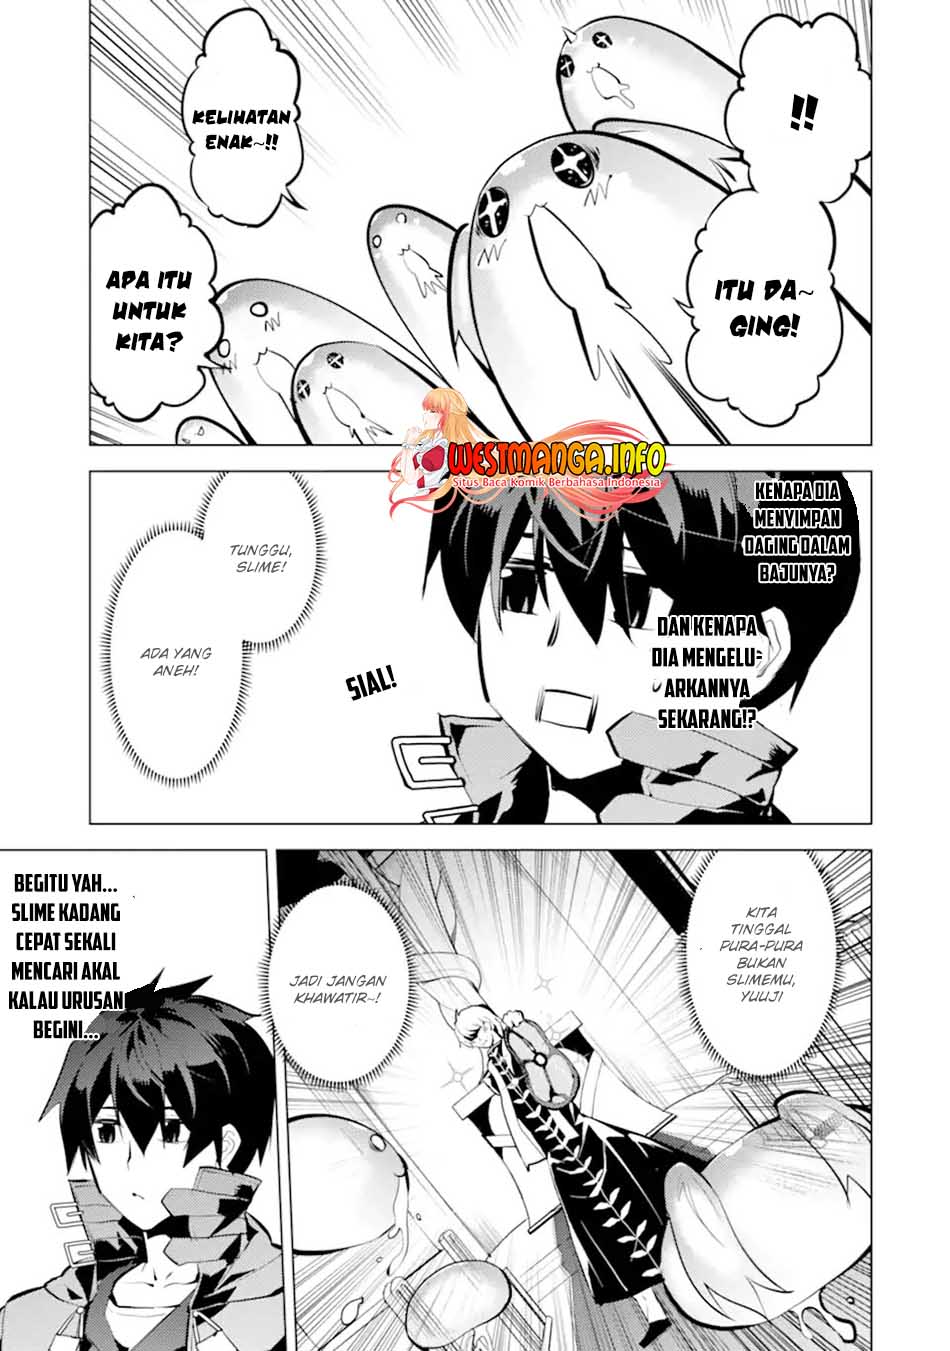 !!
ITU DA~
GING!
KELIHATAN
ENAK~!!
APA ITU
UNTUK
KITA?
WESTMANGA.INFO
Situs Baca Komik Berbahasa Indonesia
KENAPA DIA
MENYIMPAN
DAGING DALAM
BAJUNYA?
DAN KENAPA
DIA MENGELU-
ARKANNYA
SEKARANG!?
SIAL!
TUNGGU,
SLIME!
ADA YANG
ANEH!
KITA
TINGGAL
PURA-PURA
BUKAN
SLIMEMU,
YUUJI
JADI JANGAN
KHAWATIR~!
BEGITU YAH...
SLIME KADANG
CEPAT SEKALI
MENCARI AKAL
KALAU URUSAN
BEGINI...